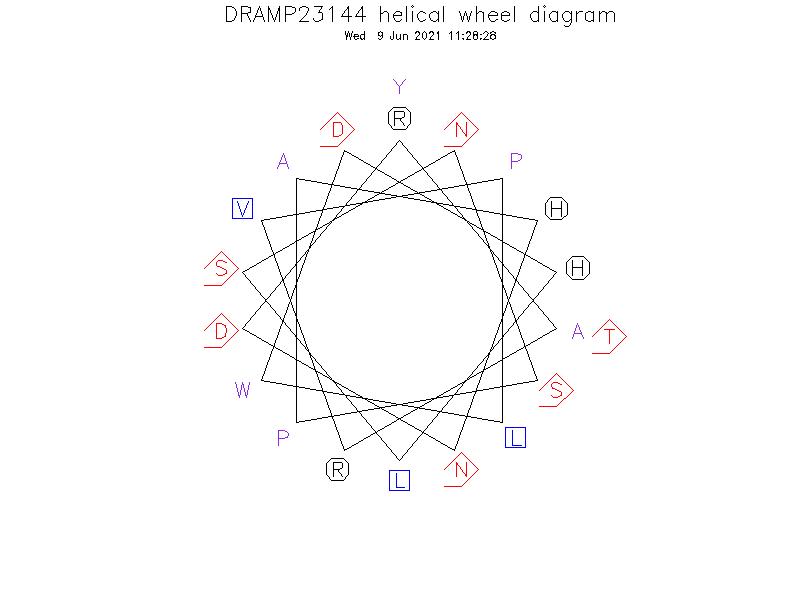 DRAMP23144 helical wheel diagram
Wed 9 Jun 2021 11:28:28
Y
D R N
A P
V H
S H
D A T
W S
P L
R L N